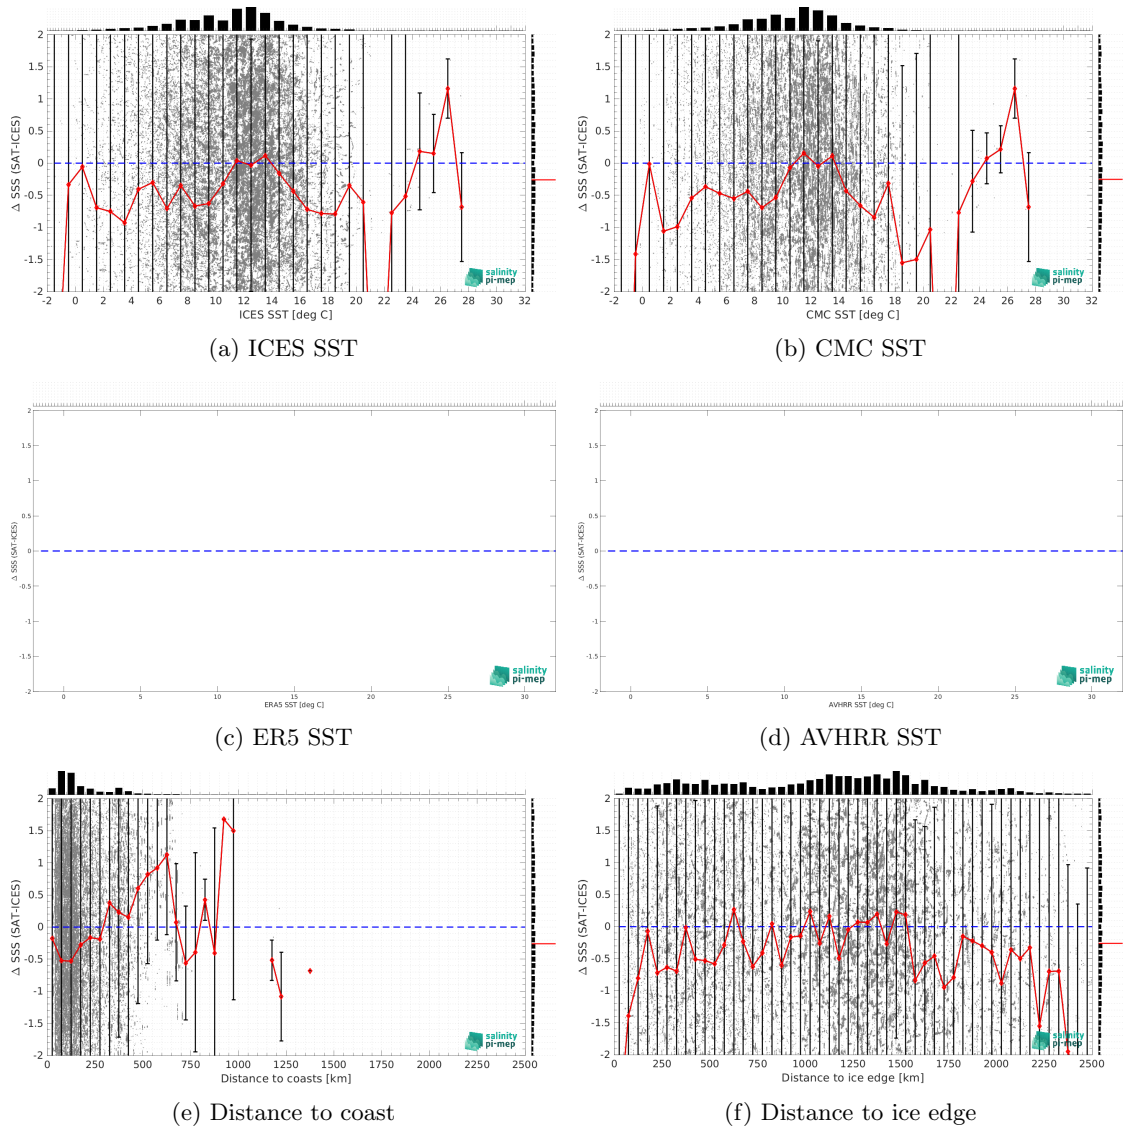 2
1.5
1
0.5
0
-0.5
-1
-1.5
-2
Δ SSS (SAT-ICES)
-2 0 2 4 6 8 10 12 14 16 18 20 22 24 26 28 30 32
ICES SST [deg C]
salinity
pi-mep
(a) ICES SST
2
1.5
1
0.5
0
-0.5
-1
-1.5
-2
Δ SSS (SAT-ICES)
-2 0 2 4 6 8 10 12 14 16 18 20 22 24 26 28 30 32
CMC SST [deg C]
salinity
pi-mep
(b) CMC SST
2
1.5
1
0.5
0
-0.5
-1
-1.5
-2
Δ SSS (SAT-ICES)
0 5 10 15 20 25 30
ERA5 SST [deg C]
salinity
pi-mep
(c) ER5 SST
2
1.5
1
0.5
0
-0.5
-1
-1.5
-2
Δ SSS (SAT-ICES)
0 5 10 15 20 25 30
AVHRR SST [deg C]
salinity
pi-mep
(d) AVHRR SST
2
1.5
1
0.5
0
-0.5
-1
-1.5
-2
Δ SSS (SAT-ICES)
0 250 500 750 1000 1250 1500 1750 2000 2250 2500
Distance to coasts [km]
salinity
pi-mep
(e) Distance to coast
2
1.5
1
0.5
0
-0.5
-1
-1.5
-2
Δ SSS (SAT-ICES)
0 250 500 750 1000 1250 1500 1750 2000 2250 2500
Distance to ice edge [km]
salinity
pi-mep
(f) Distance to ice edge